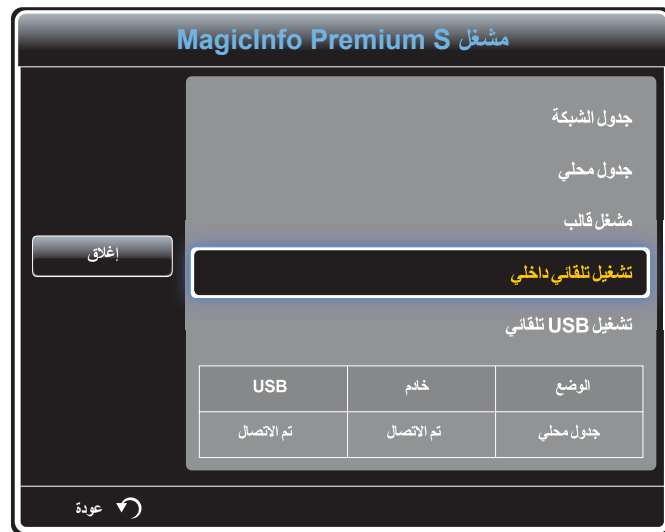 مشغل MagicInfo Premium S
جدول الشبكة
جدول محلي
مشغل قالب
تشغيل تلقائي داخلي
تشغيل USB تلقائي
إغلاق
الوضع خادم USB
جدول محلي تم الاتصال تم الاتصال
عودة